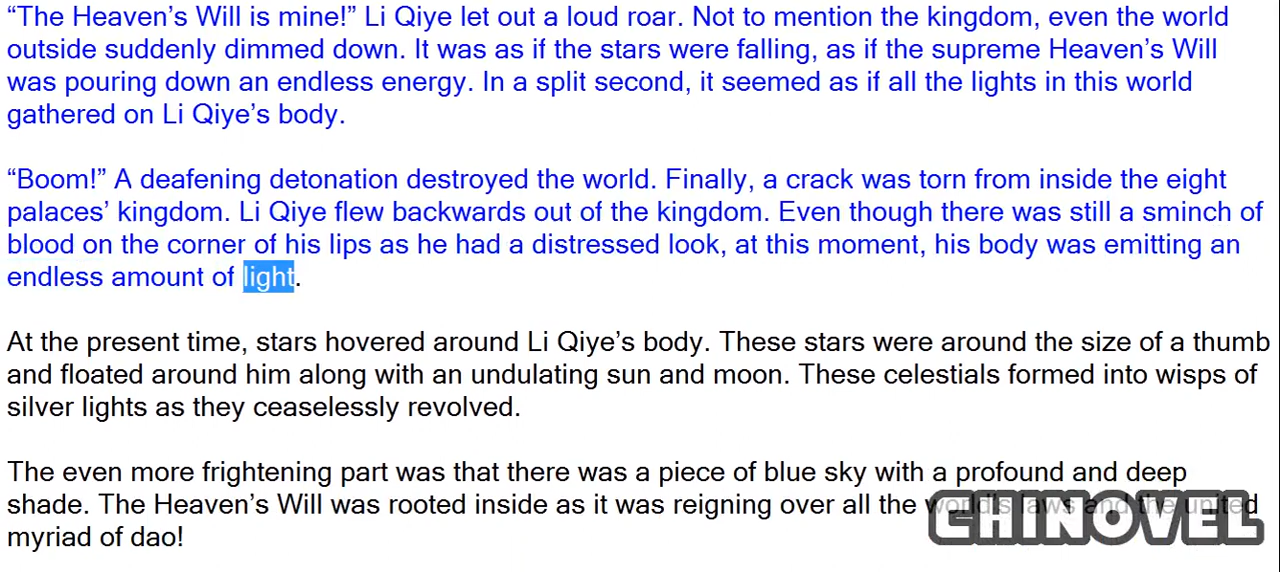 “The Heaven’s Will is mine!” Li Qiye let out a loud roar. Not to mention the kingdom, even the world
outside suddenly dimmed down. It was as if the stars were falling, as if the supreme Heaven’s Will
was pouring down an endless energy. In a split second, it seemed as if all the lights in this world
gathered on Li Qiye’s body.
“Boom!” A deafening detonation destroyed the world. Finally, a crack was torn from inside the eight
palaces’ kingdom. Li Qiye flew backwards out of the kingdom. Even though there was still a sminch of
blood on the corner of his lips as he had a distressed look, at this moment, his body was emitting an
endless amount of light.
At the present time, stars hovered around Li Qiye’s body. These stars were around the size of a thumb
and floated around him along with an undulating sun and moon. These celestials formed into wisps of
silver lights as they ceaselessly revolved.
The even more frightening part was that there was a piece of blue sky with a profound and deep
shade. The Heaven’s Will was rooted inside as it was reigning over all the world’s laws and the united
myriad of dao!
CHINOVEL